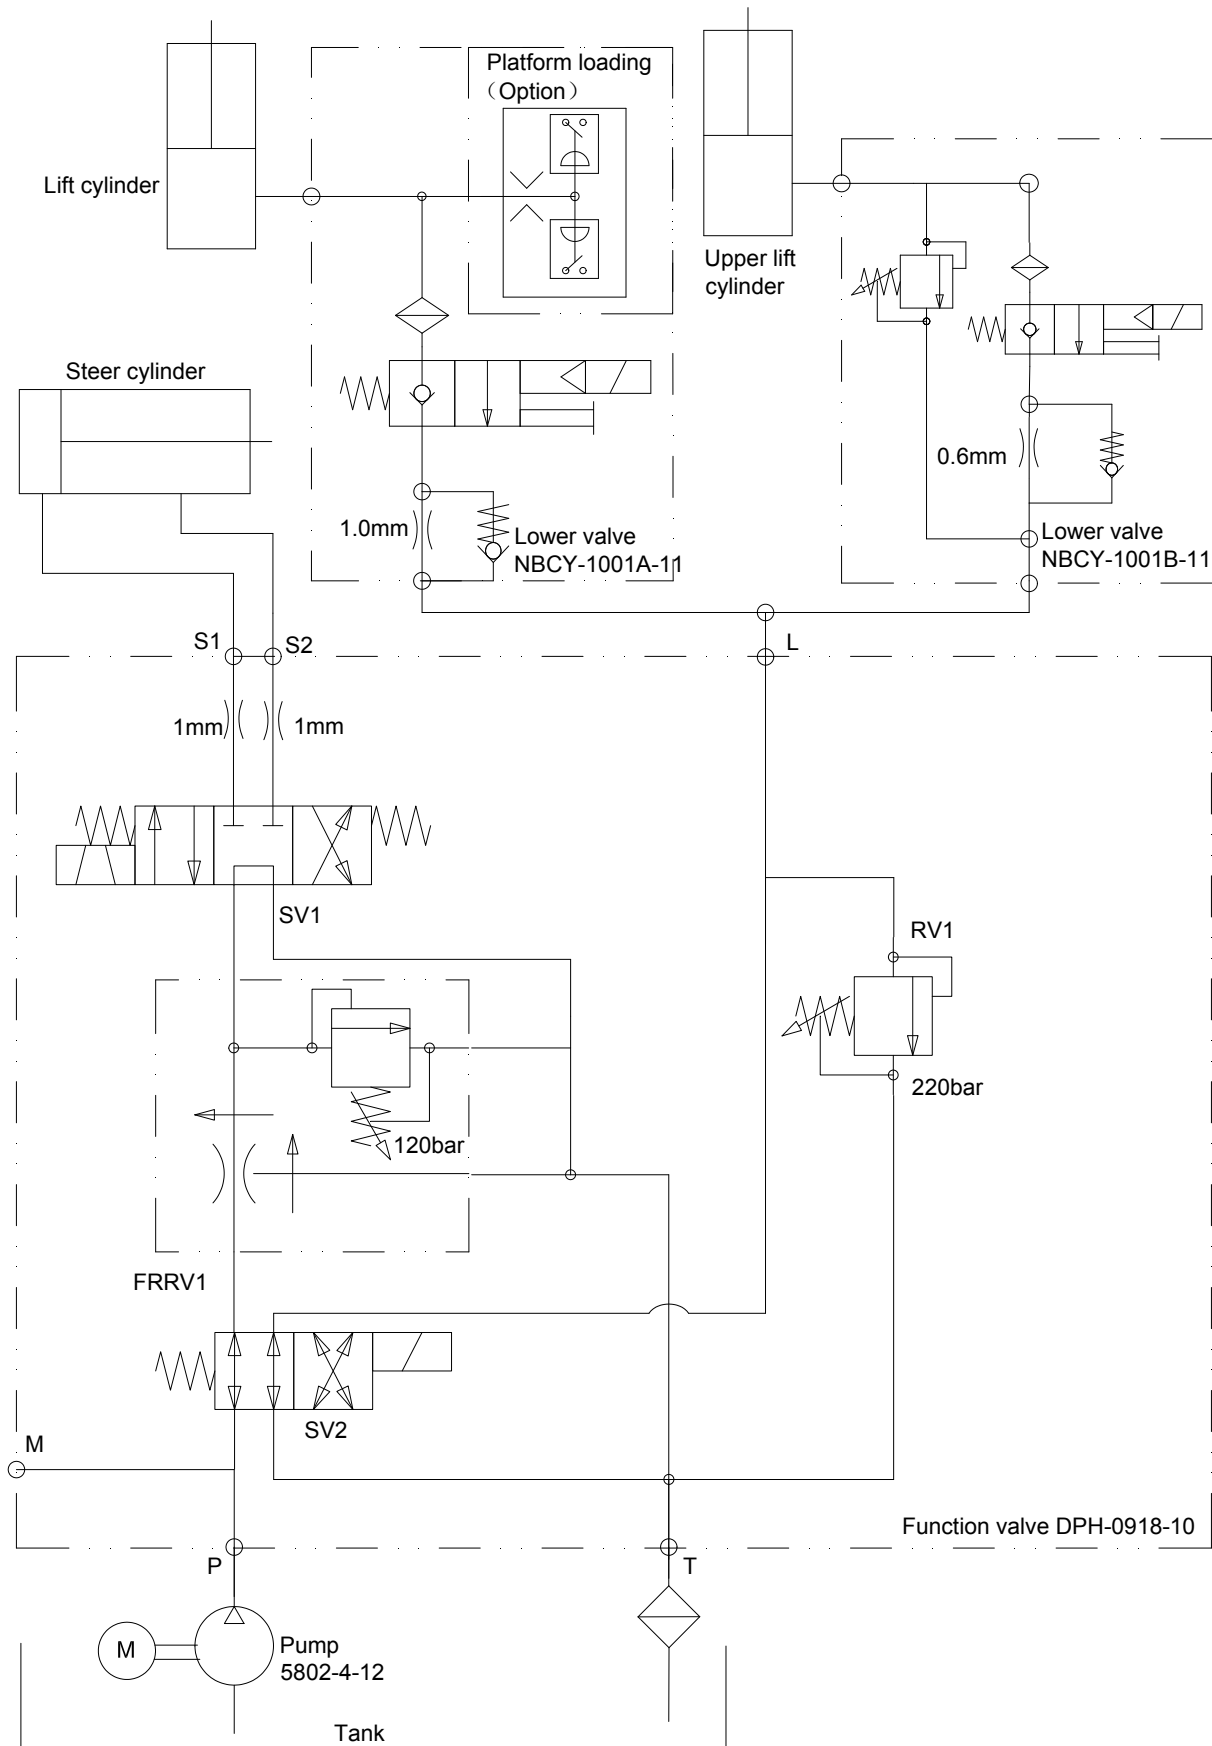 Platform loading
（Option）
Lift cylinder
Upper lift
cylinder
Steer cylinder
0.6mm
1.0mm
Lower valve
NBCY-1001A-11
Lower valve
NBCY-1001B-11
S1
S2
L
1mm
1mm
SV1
RV1
220bar
120bar
FRRV1
SV2
M
Function valve DPH-0918-10
P
T
M
Pump
5802-4-12
Tank